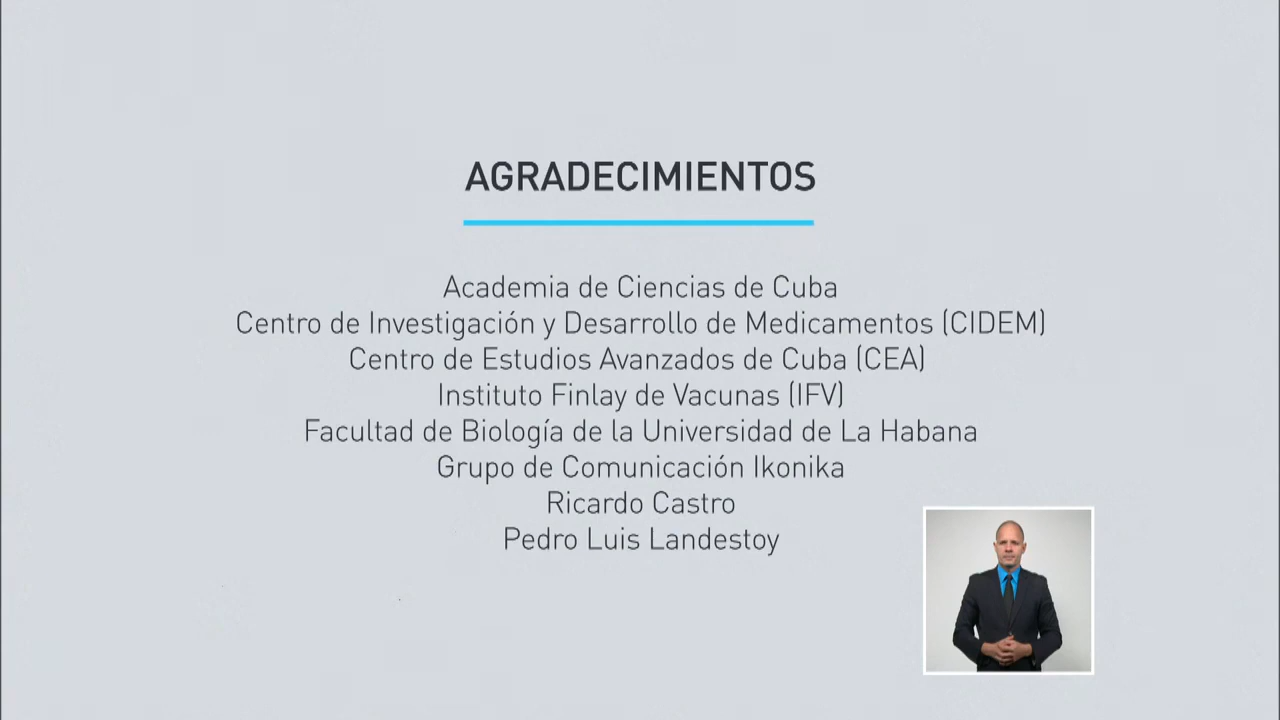 AGRADECIMIENTOS
Academia de Ciencias de Cuba
Centro de Investigación y Desarrollo de Medicamentos (CIDEM)
Centro de Estudios Avanzados de Cuba (CEA)
Instituto Finlay de Vacunas (IFV)
Facultad de Biología de la Universidad de La Habana
Grupo de Comunicación Ikonika
Ricardo Castro
Pedro Luis Landestoy